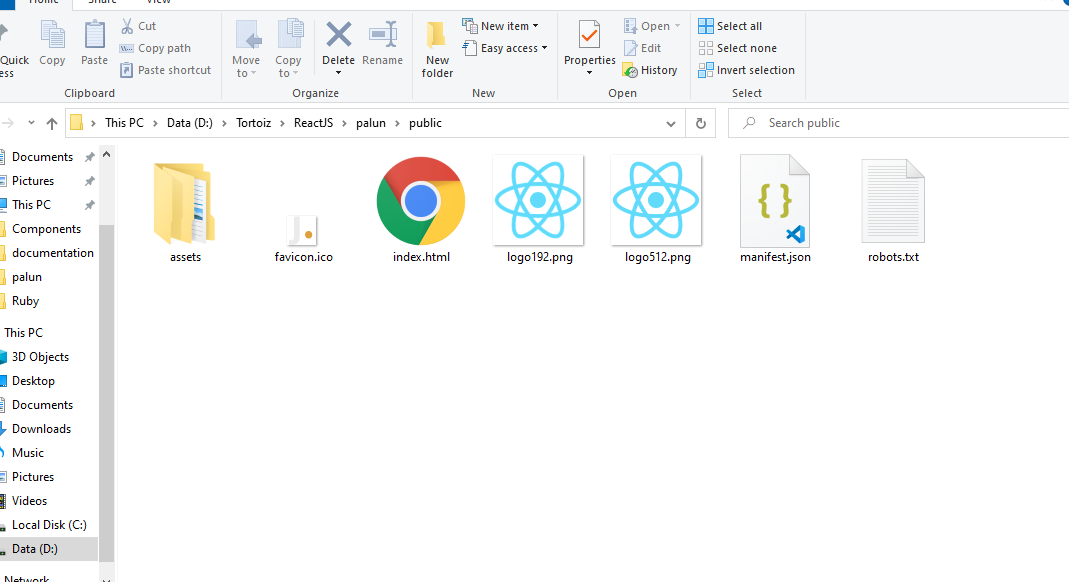 Home Share View
Quick
ess
Copy
Paste
Cut
Copy path
Paste shortcut
Clipboard
Move
to
Copy
to
Delete
Rename
Organize
New
folder
New item
Easy access
New
Properties
Open
Edit
History
Open
Select all
Select none
Invert selection
Select
This PC > Data (D:) > Tortoiz > ReactJS > palun > public
Search public
Documents
Pictures
This PC
Components
documentation
palun
Ruby
This PC
3D Objects
Desktop
Documents
Downloads
Music
Pictures
Videos
Local Disk (C:)
Data (D:)
Network
assets
favicon.ico
index.html
logo192.png
logo512.png
manifest.json
robots.txt